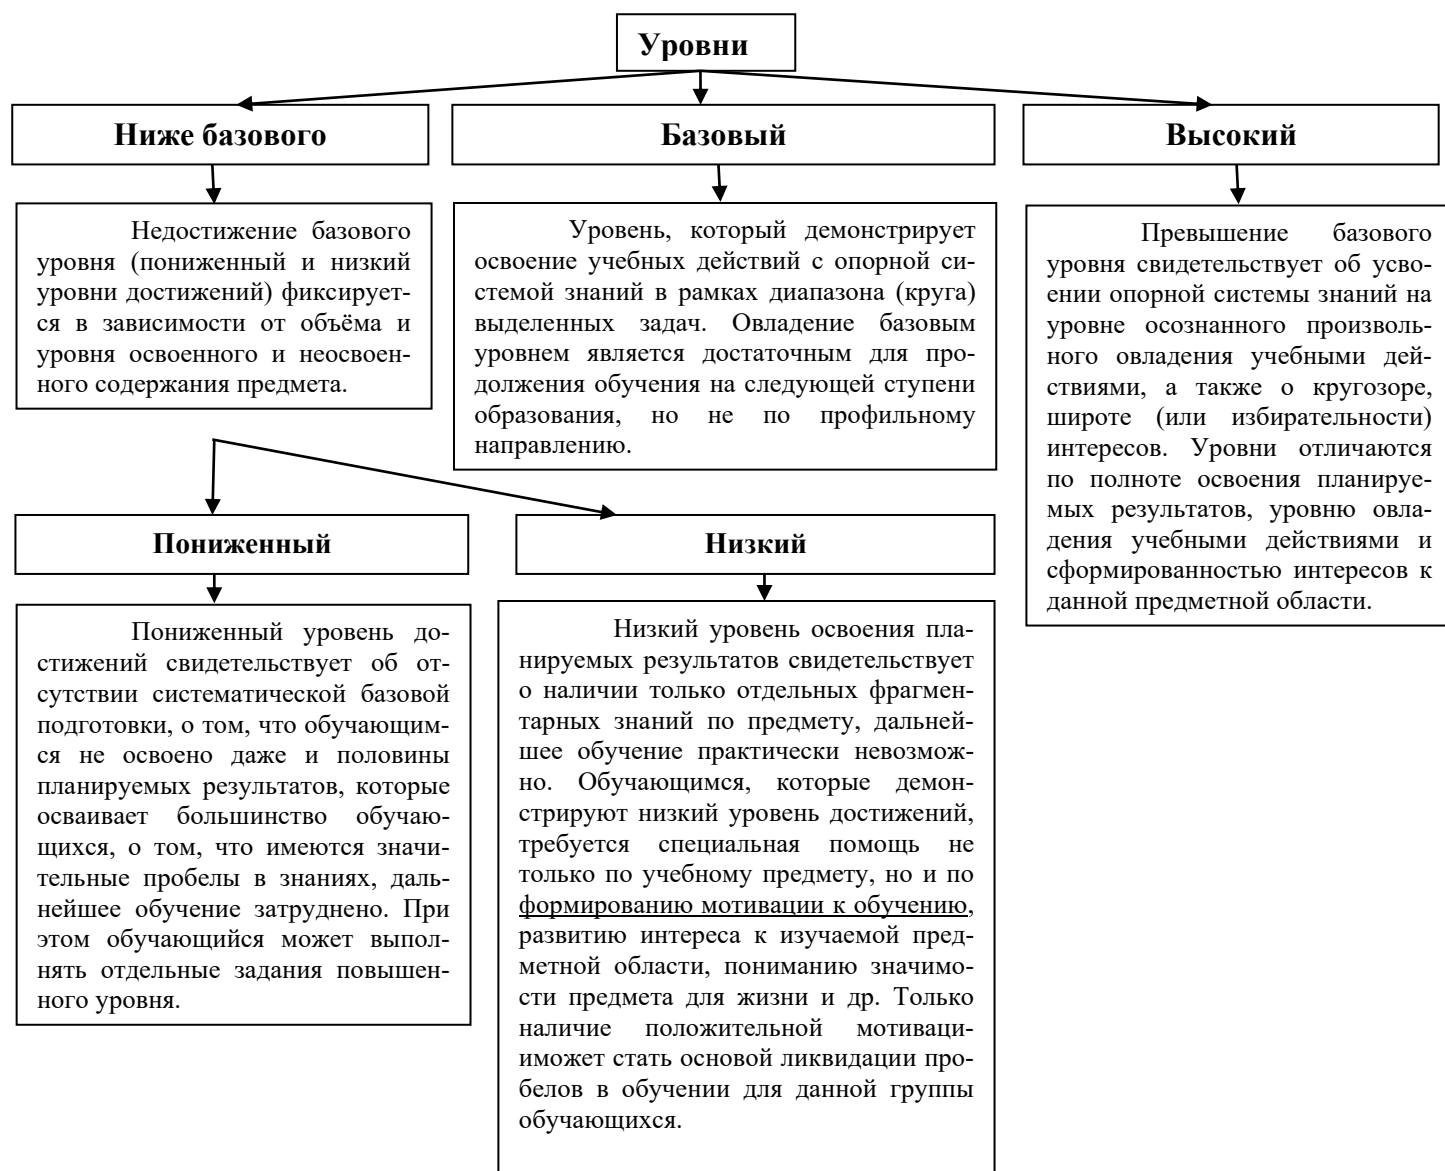 Уровни
Ниже базового
Базовый
Высокий
Недостижение базового
уровня (пониженный и низкий
уровни достижений) фиксирует-
ся в зависимости от объёма и
уровня освоенного и неосвоен-
ного содержания предмета.
Уровень, который демонстрирует
освоение учебных действий с опорной си-
стемой знаний в рамках диапазона (круга)
выделенных задач. Овладение базовым
уровнем является достаточным для про-
должения обучения на следующей ступени
образования, но не по профильному
направлению.
Превышение базового
уровня свидетельствует об усво-
ении опорной системы знаний на
уровне осознанного произволь-
ного овладения учебными дей-
ствиями, а также о кругозоре,
широте (или избирательности)
интересов. Уровни отличаются
по полноте освоения планируе-
мых результатов, уровню овла-
дения учебными действиями и
сформированностью интересов к
данной предметной области.
Пониженный
Низкий
Пониженный уровень до-
стижений свидетельствует об от-
сутствии систематической базовой
подготовки, о том, что обучающим-
ся не освоено даже и половины
планируемых результатов, которые
осваивает большинство обучаю-
щихся, о том, что имеются значи-
тельные пробелы в знаниях, даль-
нейшее обучение затруднено. При
этом обучающийся может выпол-
нять отдельные задания повышен-
ного уровня.
Низкий уровень освоения пла-
нируемых результатов свидетельствует
о наличии только отдельных фрагмен-
тарных знаний по предмету, дальней-
шее обучение практически невозмож-
но. Обучающимся, которые демон-
стрируют низкий уровень достижений,
требуется специальная помощь не
только по учебному предмету, но и по
формированию мотивации к обучению,
развитию интереса к изучаемой пред-
метной области, пониманию значимо-
сти предмета для жизни и др. Только
наличие положительной мотиваци-
иможет стать основой ликвидации про-
белов в обучении для данной группы
обучающихся.